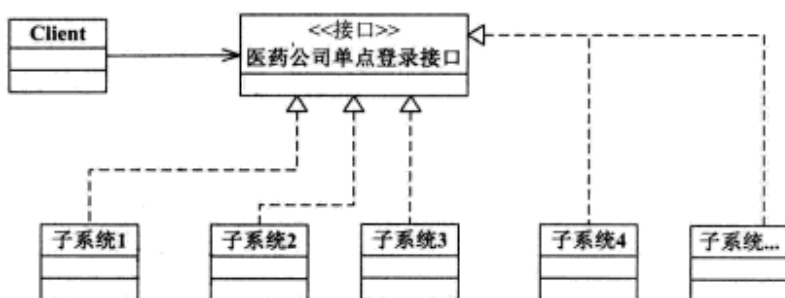 Client
<<接口>>
医药公司单点登录接口
子系统1
子系统2
子系统3
子系统4
子系统...